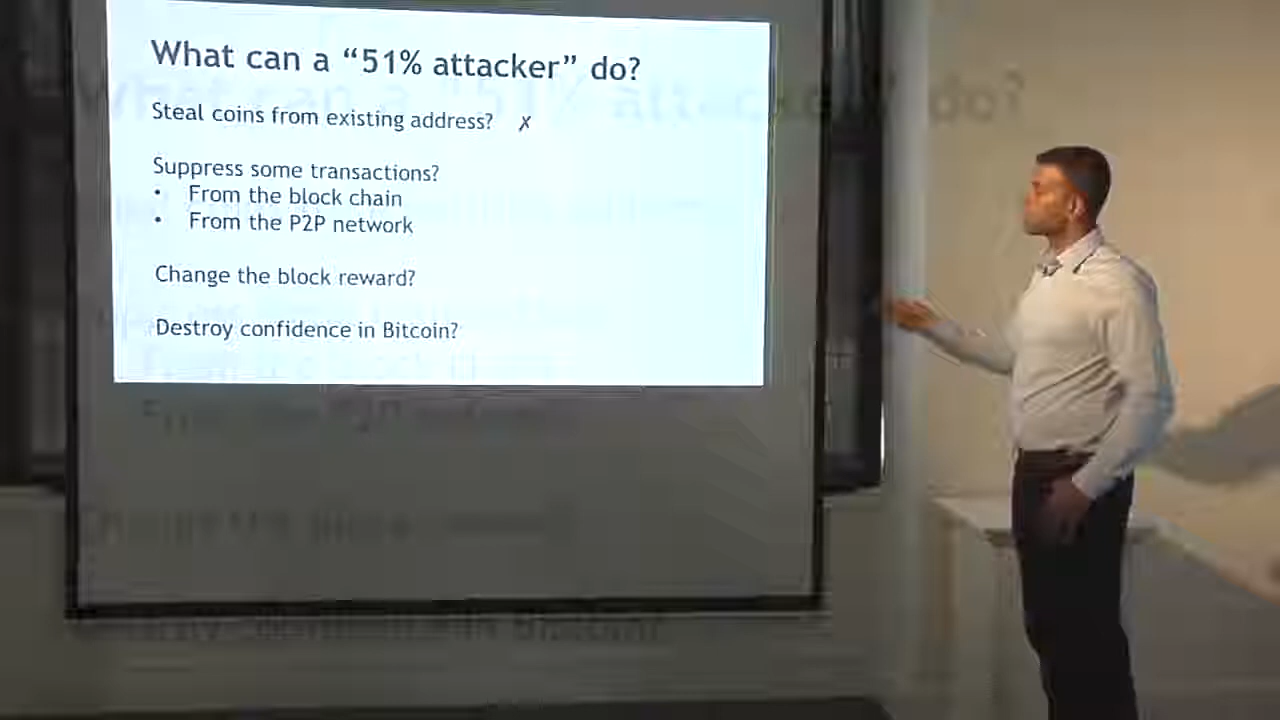 What can a “51% attacker” do?
Steal coins from existing address? ✗
Suppress some transactions?
• From the block chain
• From the P2P network
Change the block reward?
Destroy confidence in Bitcoin?